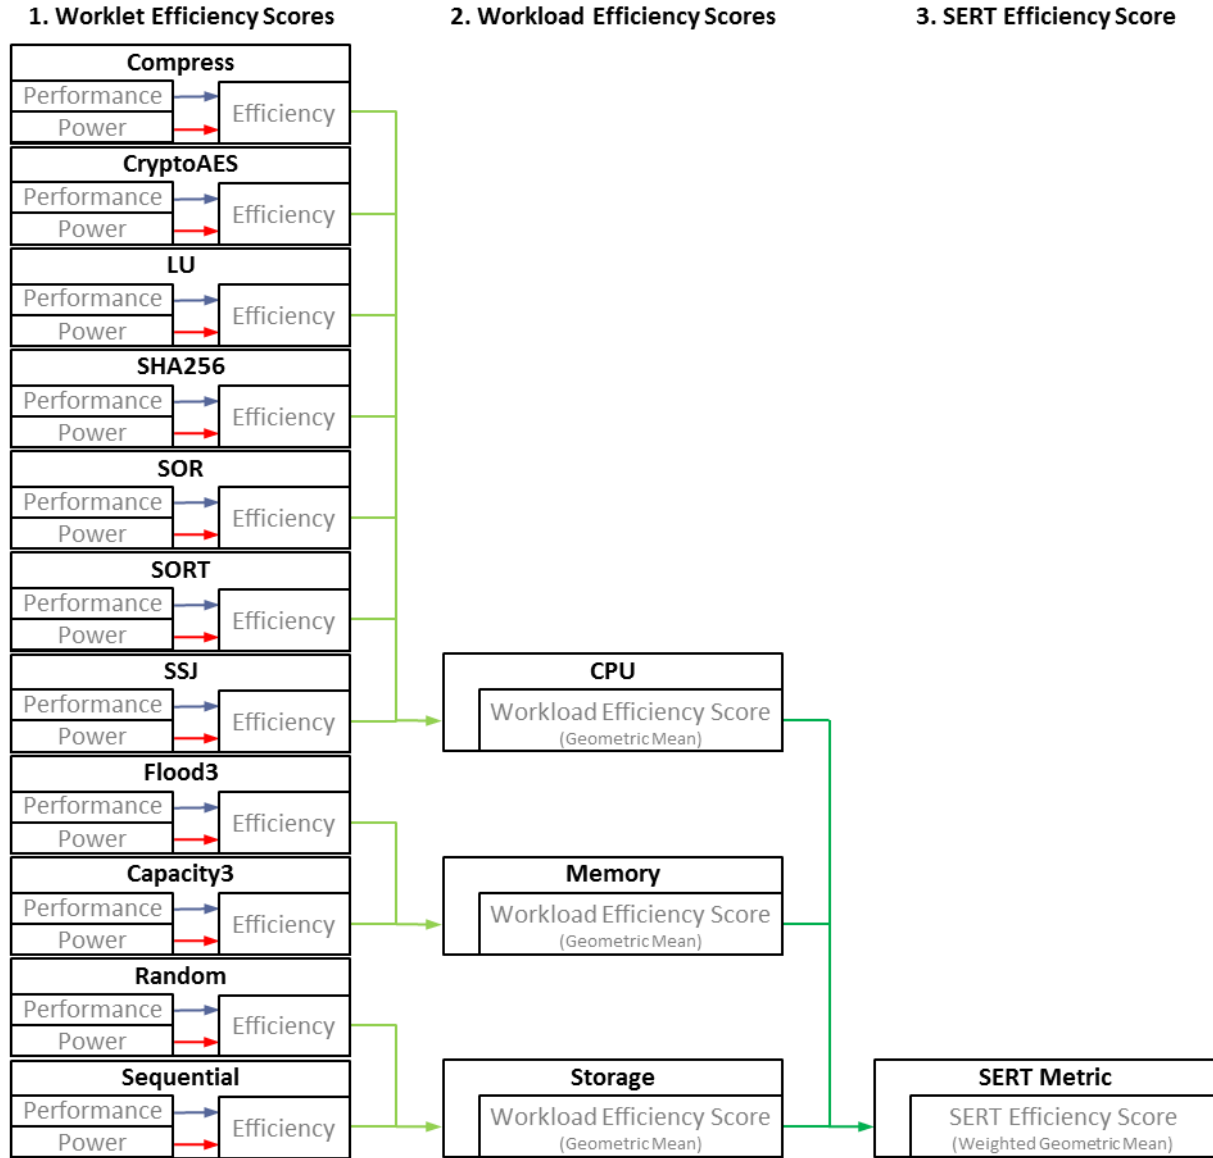 1. Worklet Efficiency Scores
2. Workload Efficiency Scores
3. SERT Efficiency Score
Compress
Performance
Power
Efficiency
CryptoAES
Performance
Power
Efficiency
LU
Performance
Power
Efficiency
SHA256
Performance
Power
Efficiency
SOR
Performance
Power
Efficiency
SORT
Performance
Power
Efficiency
SSJ
Performance
Power
Efficiency
Flood3
Performance
Power
Efficiency
Capacity3
Performance
Power
Efficiency
Random
Performance
Power
Efficiency
Sequential
Performance
Power
Efficiency
CPU
Workload Efficiency Score
(Geometric Mean)
Memory
Workload Efficiency Score
(Geometric Mean)
Storage
Workload Efficiency Score
(Geometric Mean)
SERT Metric
SERT Efficiency Score
(Weighted Geometric Mean)